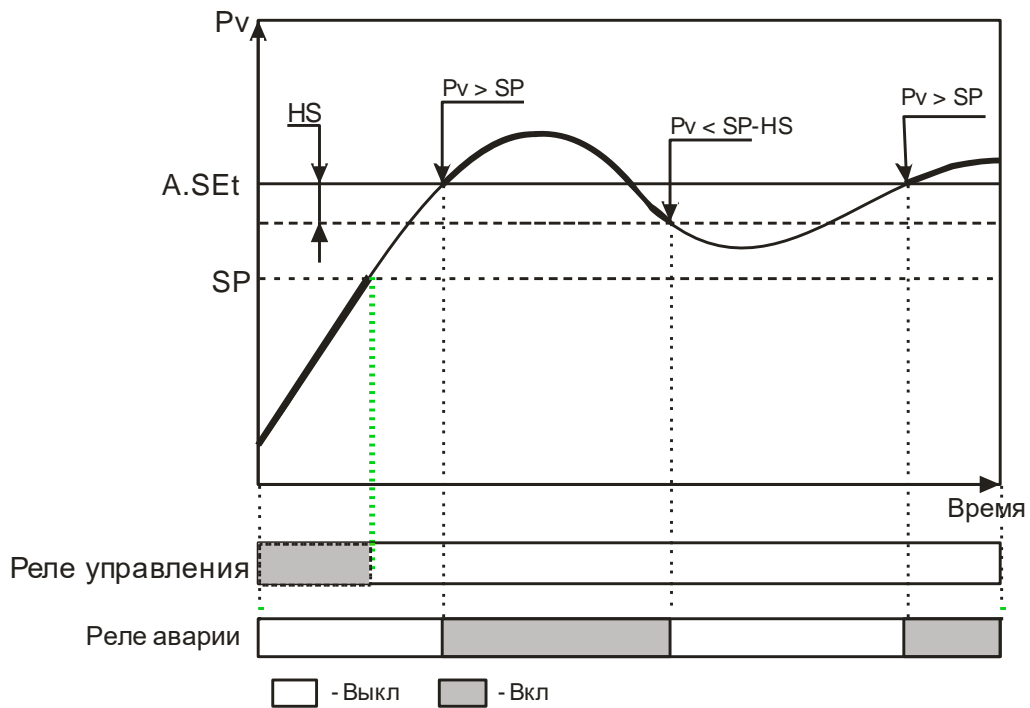 Pv
Pv > SP
Pv > SP
HS
Pv < SP-HS
A.SEt
SP
Время
Реле управления
Реле аварии
- Выкл
- Вкл